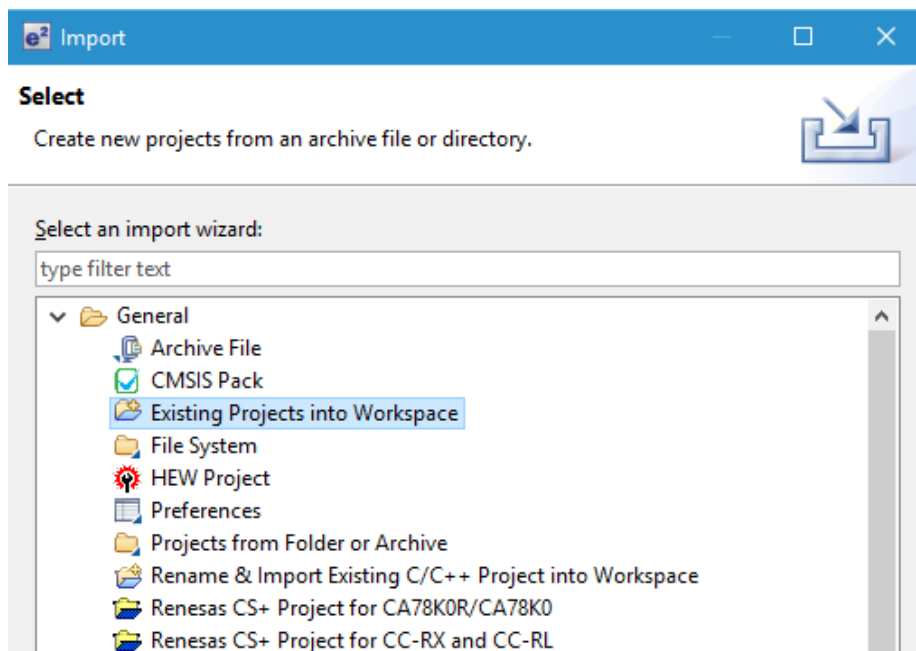 e² Import
Select
Create new projects from an archive file or directory.
Select an import wizard:
type filter text
General
Archive File
CMSIS Pack
Existing Projects into Workspace
File System
HEW Project
Preferences
Projects from Folder or Archive
Rename & Import Existing C/C++ Project into Workspace
Renesas CS+ Project for CA78K0R/CA78K0
Renesas CS+ Project for CC-RX and CC-RL